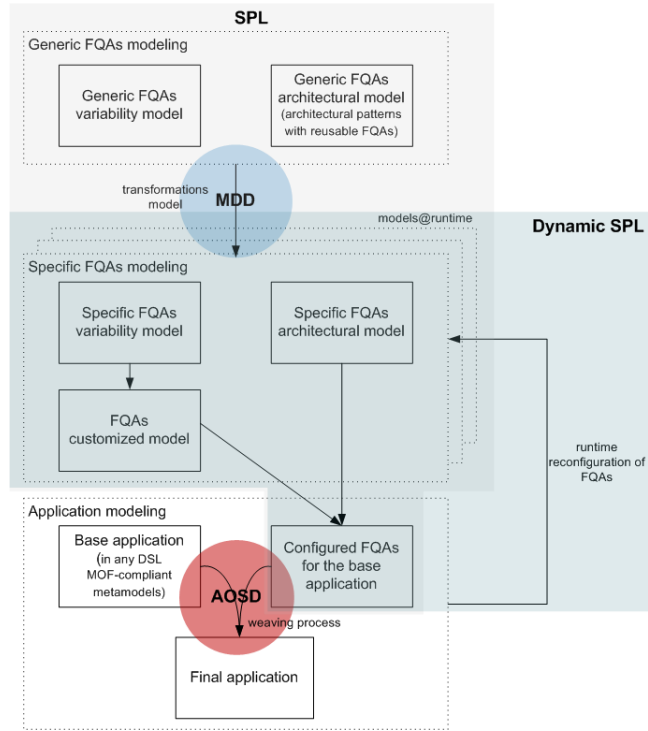 SPL
Generic FQAs modeling
Generic FQAs
variability model
Generic FQAs
architectural model
(architectural patterns
with reusable FQAs)
transformations
model
MDD
models@runtime
Dynamic SPL
Specific FQAs modeling
Specific FQAs
variability model
Specific FQAs
architectural model
FQAs
customized model
runtime
reconfiguration of
FQAs
Application modeling
Base application
(in any DSL
MOF-compliant
metamodels)
Configured FQAs
for the base
application
AOSD
weaving process
Final application